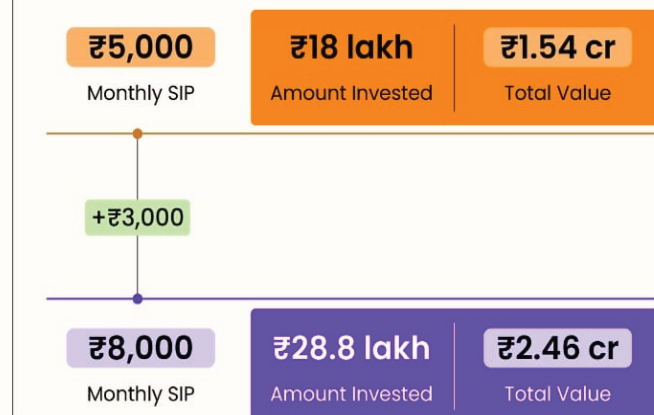 ₹5,000
Monthly SIP
₹18 lakh
Amount Invested
₹1.54 cr
Total Value
+₹3,000
₹8,000
Monthly SIP
₹28.8 lakh
Amount Invested
₹2.46 cr
Total Value